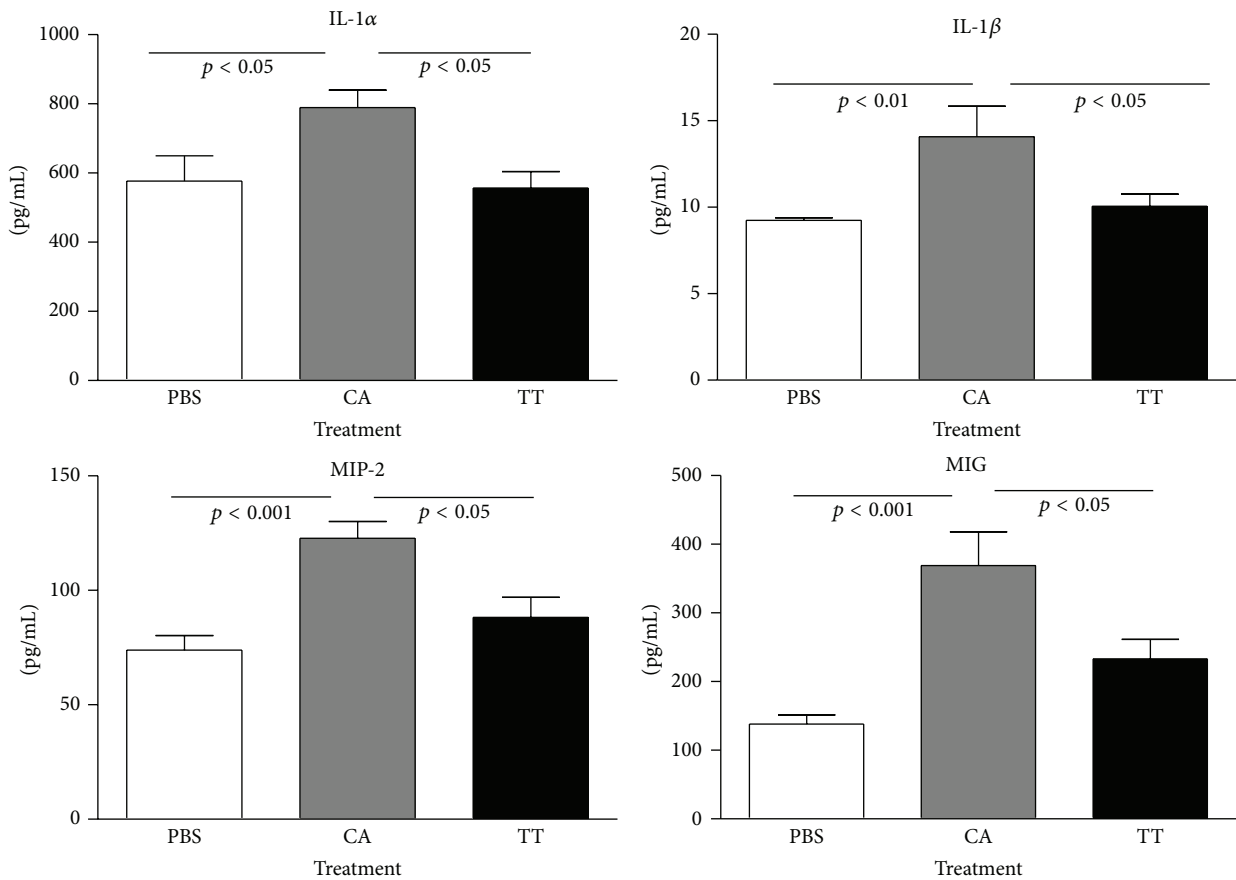 IL-1α
1000
800
600
400
200
0
(pg/mL)
p < 0.05
p < 0.05
PBS
CA
TT
Treatment
IL-1β
20
15
10
5
0
(pg/mL)
p < 0.01
p < 0.05
PBS
CA
TT
Treatment
MIP-2
150
100
50
0
(pg/mL)
p < 0.001
p < 0.05
PBS
CA
TT
Treatment
MIG
500
400
300
200
100
0
(pg/mL)
p < 0.001
p < 0.05
PBS
CA
TT
Treatment